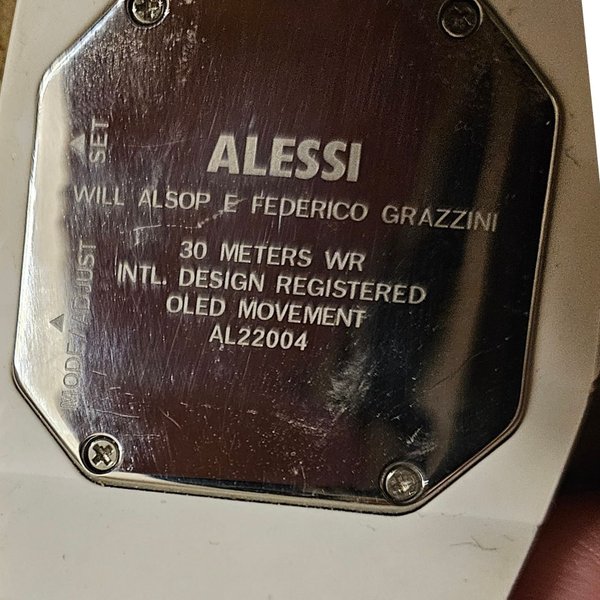 ALESSI
WILL ALSOP E FEDERICO GRAZZINI
30 METERS WR
INTL. DESIGN REGISTERED
OLED MOVEMENT
AL22004
SET
MODE/ADJUST